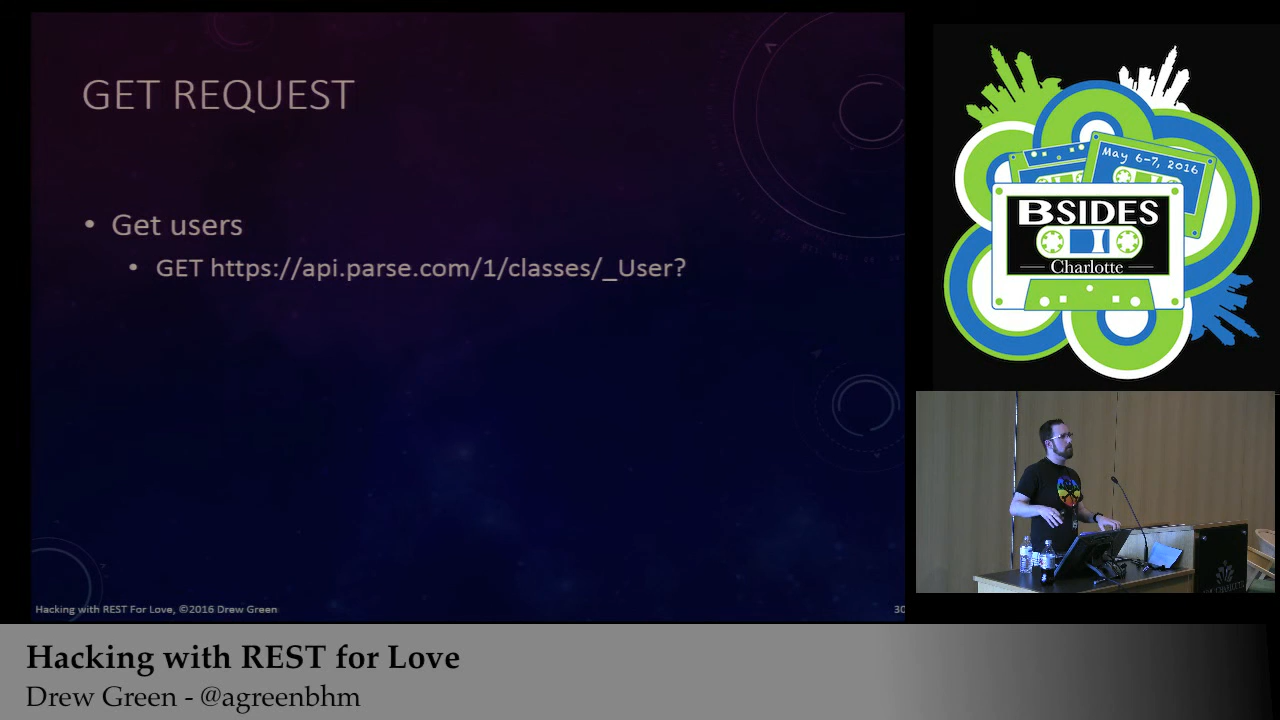 GET REQUEST
• Get users
• GET https://api.parse.com/1/classes/_User?
Hacking with REST For Love, ©2016 Drew Green
30
May 6-7, 2016
BSIDES
Charlotte
Hacking with REST for Love
Drew Green - @agreenbhm